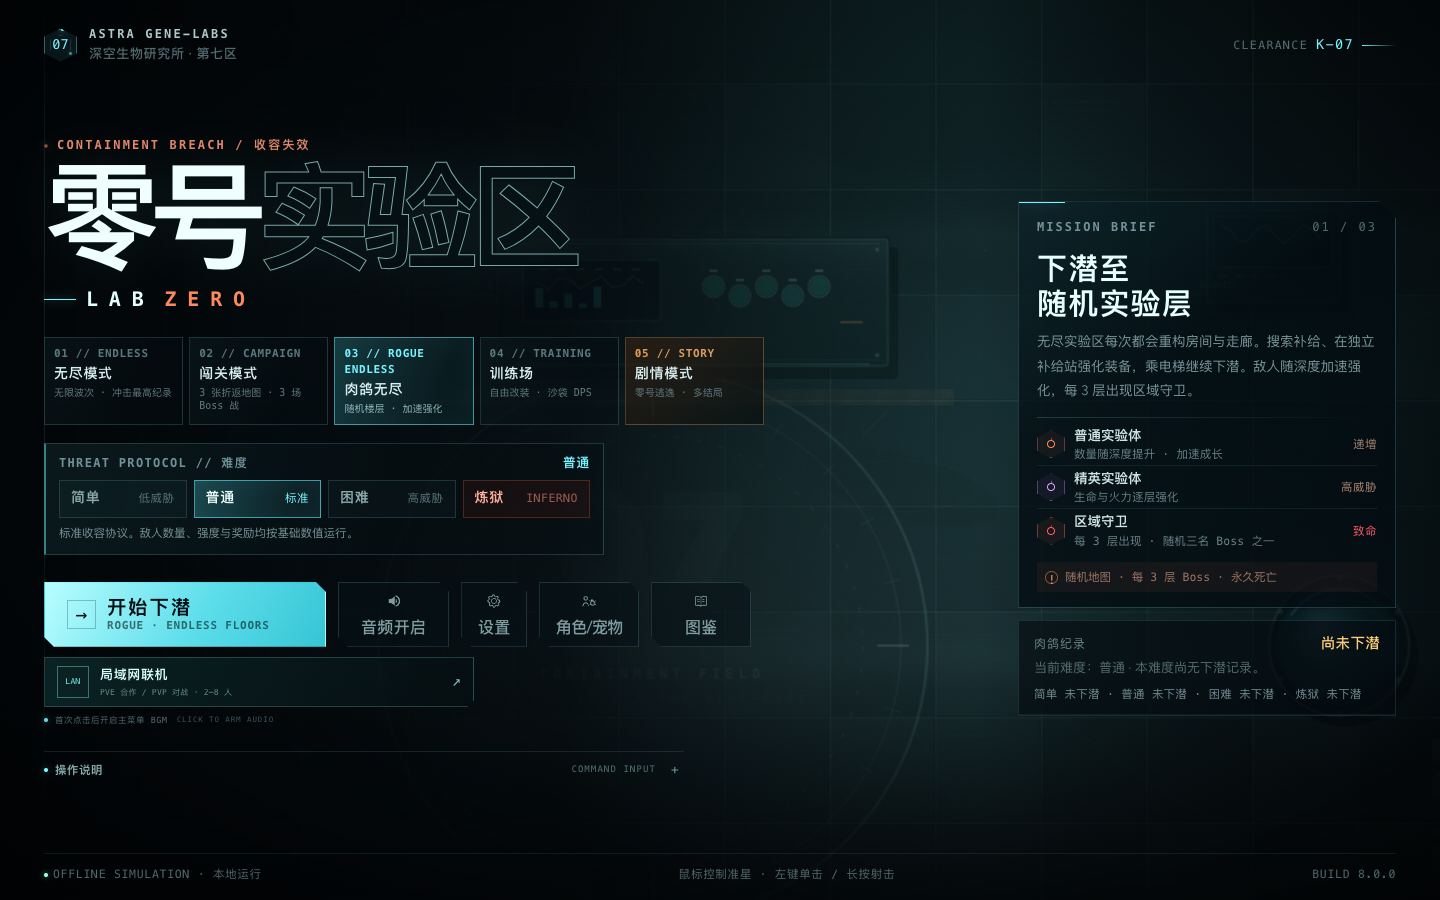 07
ASTRA GENE-LABS
深空生物研究所 · 第七区
CLEARANCE K-07
CONTAINMENT BREACH / 收容失效
零号实验区
LAB ZERO
01 // ENDLESS
无尽模式
无限波次 · 冲击最高纪录
02 // CAMPAIGN
闯关模式
3 张折返地图 · 3 场
Boss 战
03 // ROGUE
ENDLESS
肉鸽无尽
随机楼层 · 加速强化
04 // TRAINING
训练场
自由改装 · 沙袋 DPS
05 // STORY
剧情模式
零号逃逸 · 多结局
THREAT PROTOCOL // 难度
普通
简单 低威胁
普通 标准
困难 高威胁
炼狱 INFERNO
标准收容协议。敌人数量、强度与奖励均按基础数值运行。
→
开始下潜
ROGUE · ENDLESS FLOORS
音频开启
设置
角色/宠物
图鉴
LAN
局域网联机
PVE 合作 / PVP 对战 · 2-8 人
↗
首次点击后开启主菜单 BGM CLICK TO ARM AUDIO
操作说明
COMMAND INPUT +
MISSION BRIEF 01 / 03
下潜至
随机实验层
无尽实验区每次都会重构房间与走廊。搜索补给、在独立
补给站强化装备，乘电梯继续下潜。敌人随深度加速强
化，每 3 层出现区域守卫。
普通实验体
数量随深度提升 · 加速成长
递增
精英实验体
生命与火力逐层强化
高威胁
区域守卫
每 3 层出现 · 随机三名 Boss 之一
致命
随机地图 · 每 3 层 Boss · 永久死亡
肉鸽纪录
尚未下潜
当前难度：普通 · 本难度尚无下潜记录。
简单 未下潜 · 普通 未下潜 · 困难 未下潜 · 炼狱 未下潜
CONTAINMENT FIELD
OFFLINE SIMULATION · 本地运行
鼠标控制准星 · 左键单击 / 长按射击
BUILD 8.0.0